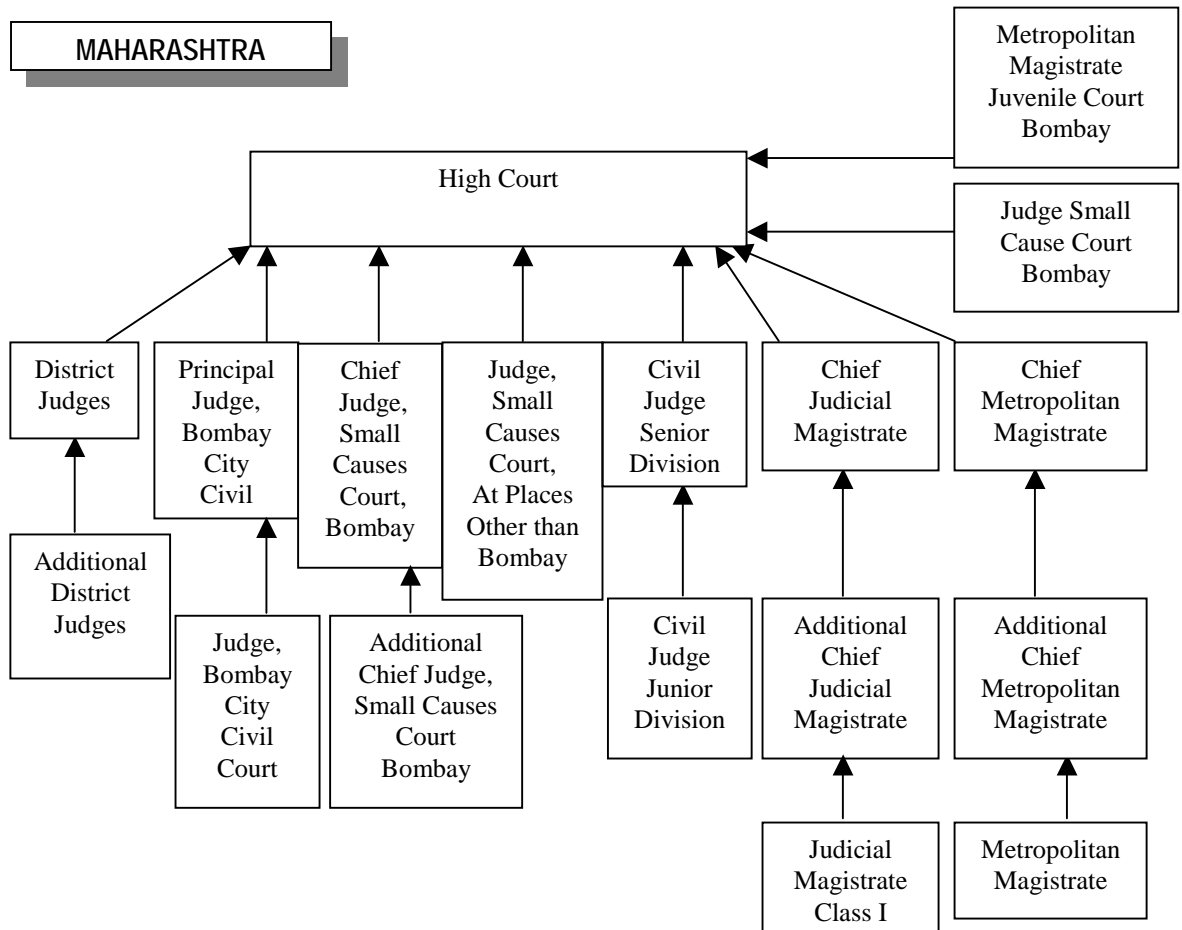 MAHARASHTRA
Metropolitan
Magistrate
Juvenile Court
Bombay
High Court
Judge Small
Cause Court
Bombay
District
Judges
Principal
Judge,
Bombay
City
Civil
Chief
Judge,
Small
Causes
Court,
Bombay
Judge,
Small
Causes
Court,
At Places
Other than
Bombay
Civil
Judge
Senior
Division
Chief
Judicial
Magistrate
Chief
Metropolitan
Magistrate
Additional
District
Judges
Judge,
Bombay
City
Civil
Court
Additional
Chief Judge,
Small Causes
Court
Bombay
Civil
Judge
Junior
Division
Additional
Chief
Judicial
Magistrate
Additional
Chief
Metropolitan
Magistrate
Judicial
Magistrate
Class I
Metropolitan
Magistrate